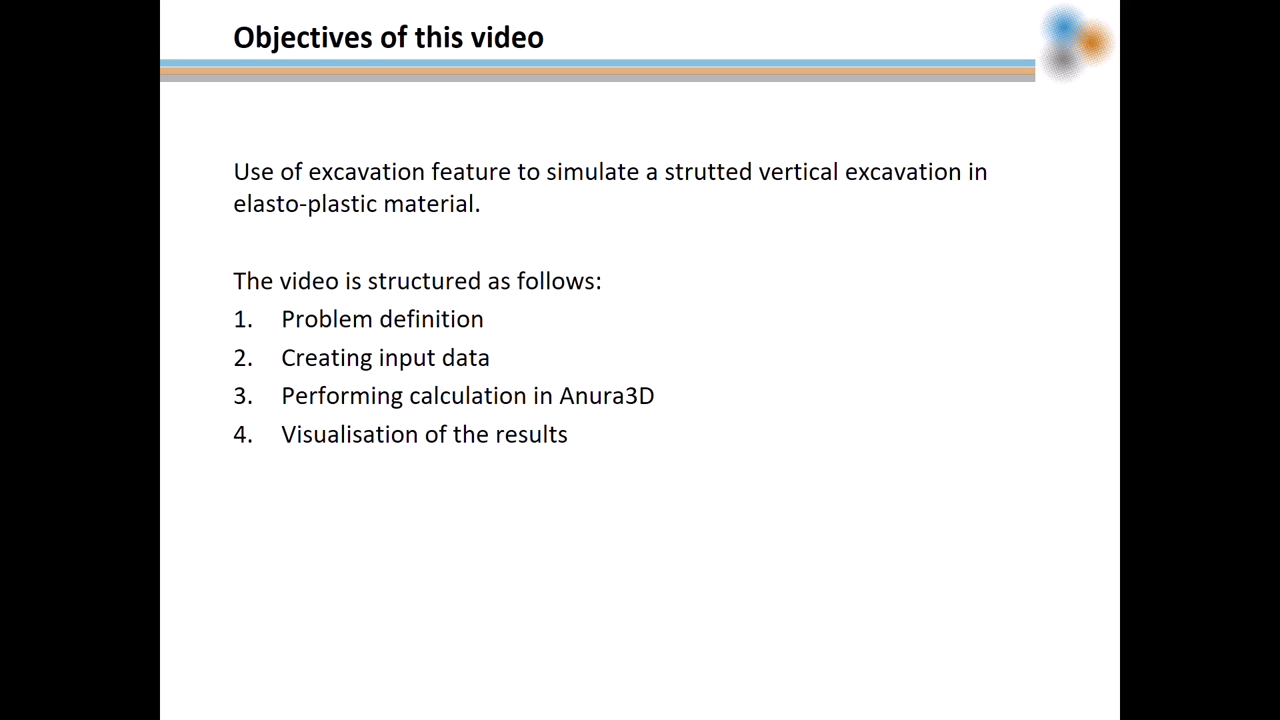 Objectives of this video
Use of excavation feature to simulate a strutted vertical excavation in
elasto-plastic material.
The video is structured as follows:
1. Problem definition
2. Creating input data
3. Performing calculation in Anura3D
4. Visualisation of the results